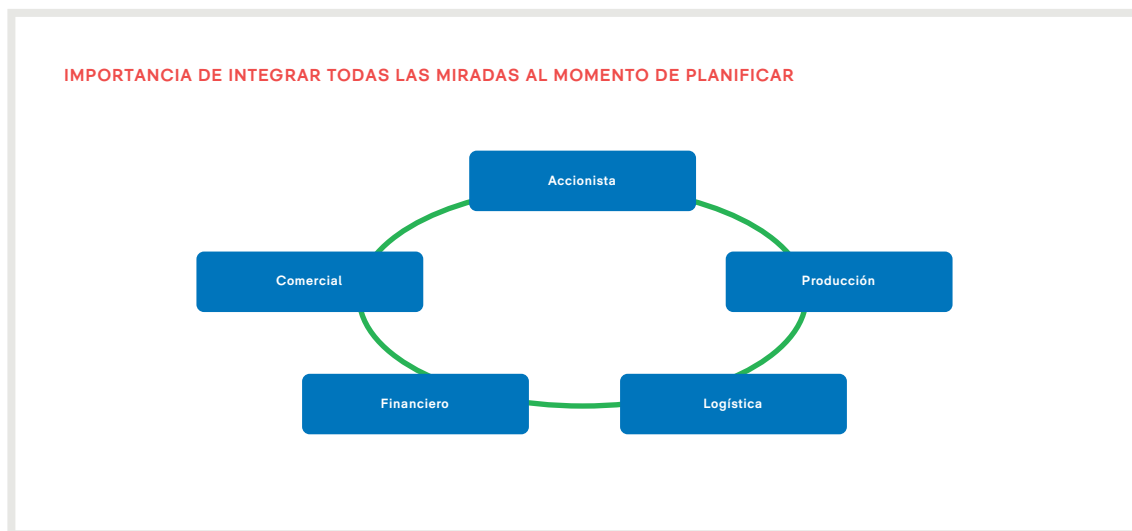 IMPORTANCIA DE INTEGRAR TODAS LAS MIRADAS AL MOMENTO DE PLANIFICAR
Accionista
Comercial
Producción
Financiero
Logística